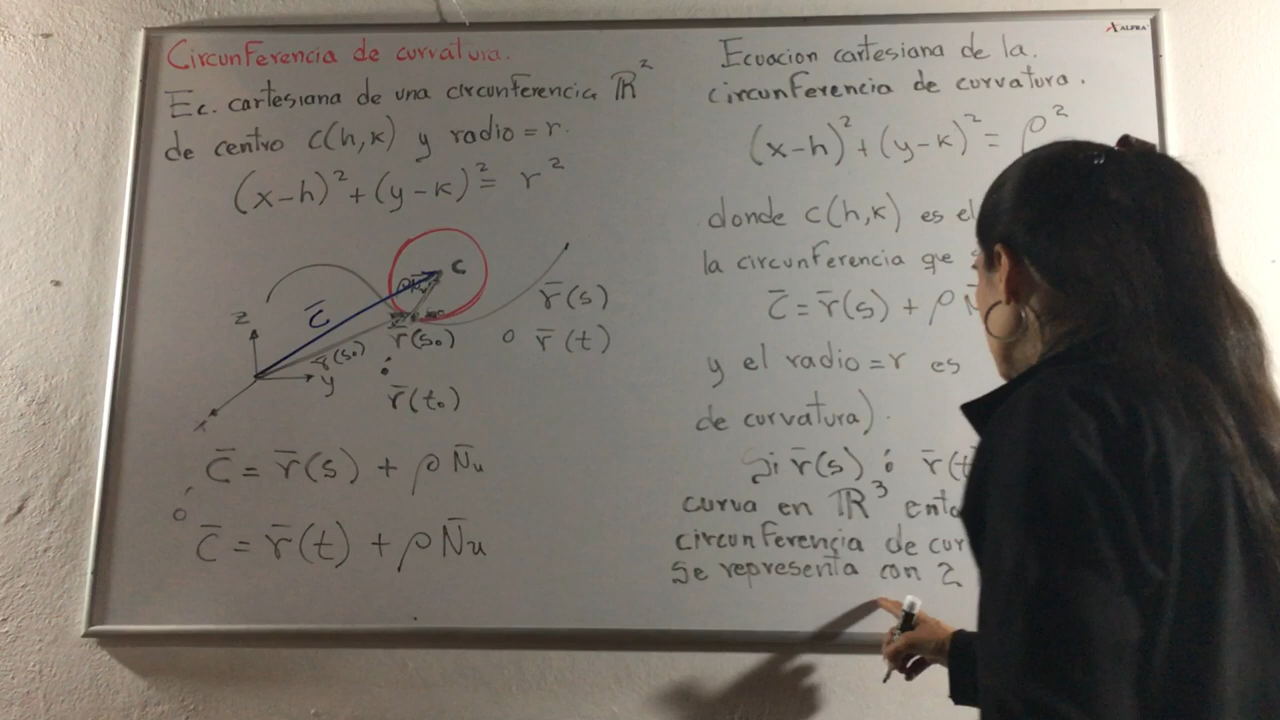 Circunferencia de curvatura.
Ec. cartesiana de una circunferencia R²
de centro c(h,k) y radio = r.
(x-h)² + (y-k)² = r²
c
ρN̄u
C̄
z
y
x
r̄(s₀)
r̄(s₀)
ó
r̄(t₀)
r̄(s)
o r̄(t)
C̄ = r̄(s) + ρ N̄u
ó
C̄ = r̄(t) + ρ N̄u
ALFRA
Ecuacion cartesiana de la.
circunferencia de curvatura.
(x-h)² + (y-k)² = ρ²
donde c(h,k) es el
la circunferencia que
C̄ = r̄(s) + ρ
y el radio = r es
de curvatura).
Si r̄(s) ó r̄(t
curva en R³
circunferencia de cur
Se representa con 2